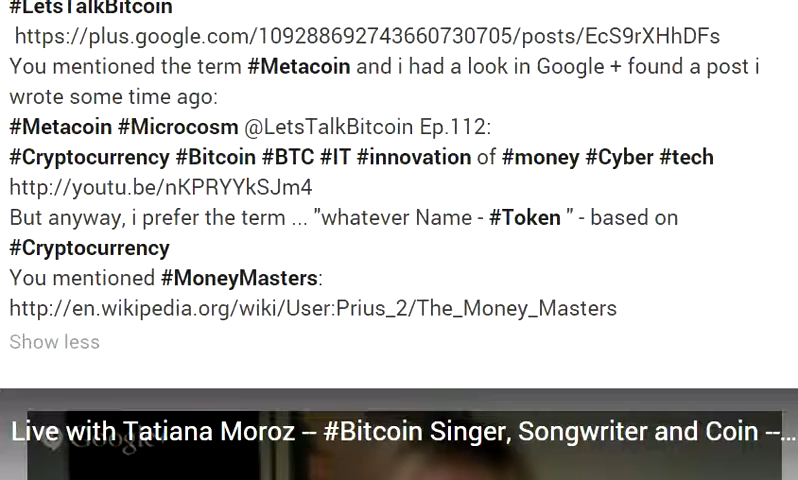 #LetsTalkBitcoin
https://plus.google.com/109288692743660730705/posts/EcS9rXHhDFs
You mentioned the term #Metacoin and i had a look in Google + found a post i
wrote some time ago:
#Metacoin #Microcosm @LetsTalkBitcoin Ep.112:
#Cryptocurrency #Bitcoin #BTC #IT #innovation of #money #Cyber #tech
http://youtu.be/nKPRYYkSJm4
But anyway, i prefer the term ... "whatever Name - #Token " - based on
#Cryptocurrency
You mentioned #MoneyMasters:
http://en.wikipedia.org/wiki/User:Prius_2/The_Money_Masters
Show less
Live with Tatiana Moroz -- #Bitcoin Singer, Songwriter and Coin --...
Google+